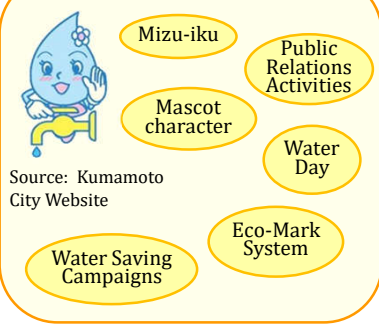 Mizu-iku
Public
Relations
Activities
Mascot
character
Water
Day
Source: Kumamoto
City Website
Eco-Mark
System
Water Saving
Campaigns